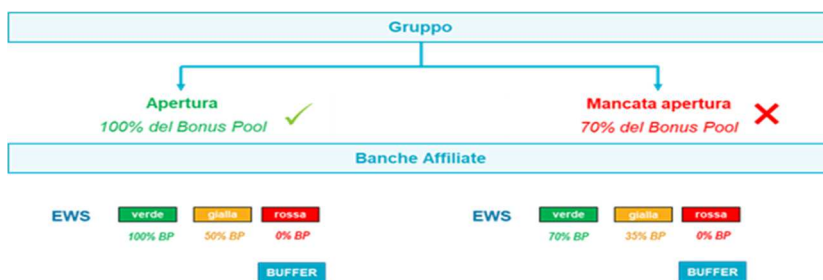 Gruppo
Apertura
100% del Bonus Pool
Mancata apertura
70% del Bonus Pool
Banche Affiliate
EWS verde gialla rossa
100% BP 50% BP 0% BP
BUFFER
EWS verde gialla rossa
70% BP 35% BP 0% BP
BUFFER